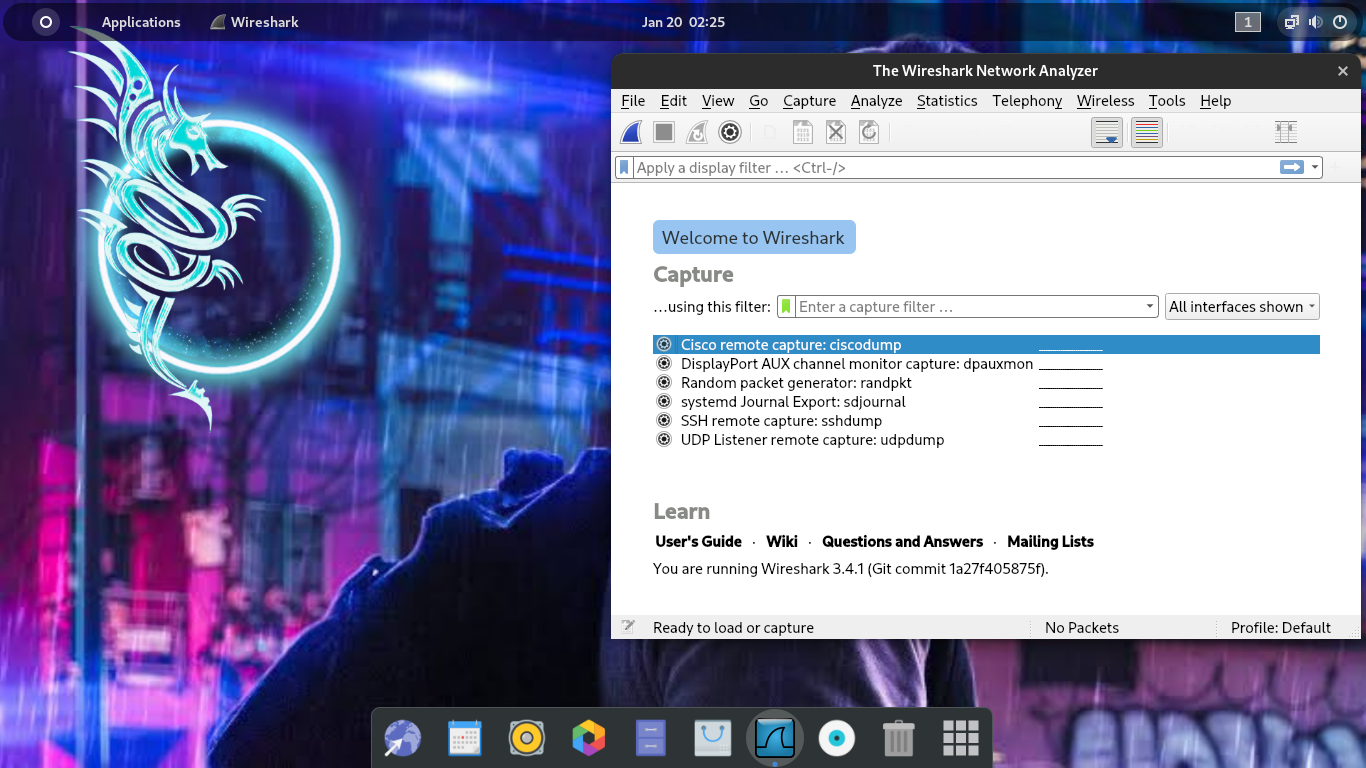 Applications Wireshark Jan 20 02:25 1
The Wireshark Network Analyzer
File Edit View Go Capture Analyze Statistics Telephony Wireless Tools Help
Apply a display filter … <Ctrl-/>
Welcome to Wireshark
Capture
…using this filter: Enter a capture filter … All interfaces shown
Cisco remote capture: ciscodump
DisplayPort AUX channel monitor capture: dpauxmon
Random packet generator: randpkt
systemd Journal Export: sdjournal
SSH remote capture: sshdump
UDP Listener remote capture: udpdump
Learn
User's Guide · Wiki · Questions and Answers · Mailing Lists
You are running Wireshark 3.4.1 (Git commit 1a27f405875f).
Ready to load or capture No Packets Profile: Default